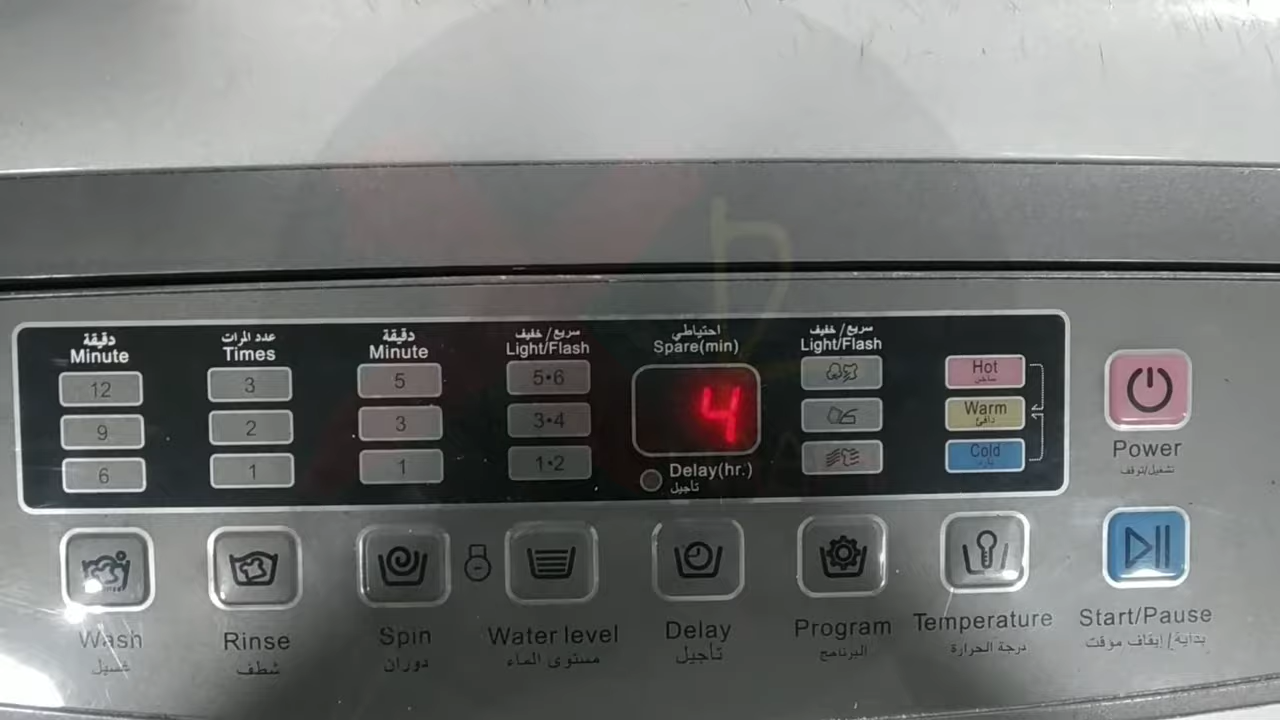 دقيقة
Minute
12
9
6
عدد المرات
Times
3
2
1
دقيقة
Minute
5
3
1
سريع/خفيف
Light/Flash
5•6
3•4
1•2
احتياطي
Spare(min)
4
Delay(hr.)
تأجيل
سريع/خفيف
Light/Flash
Hot
ساخن
Warm
دافئ
Cold
بارد
Power
تشغيل/توقف
Wash
غسيل
Rinse
شطف
Spin
دوران
Water level
مستوى الماء
Delay
تأجيل
Program
البرنامج
Temperature
درجة الحرارة
Start/Pause
بداية/إيقاف مؤقت